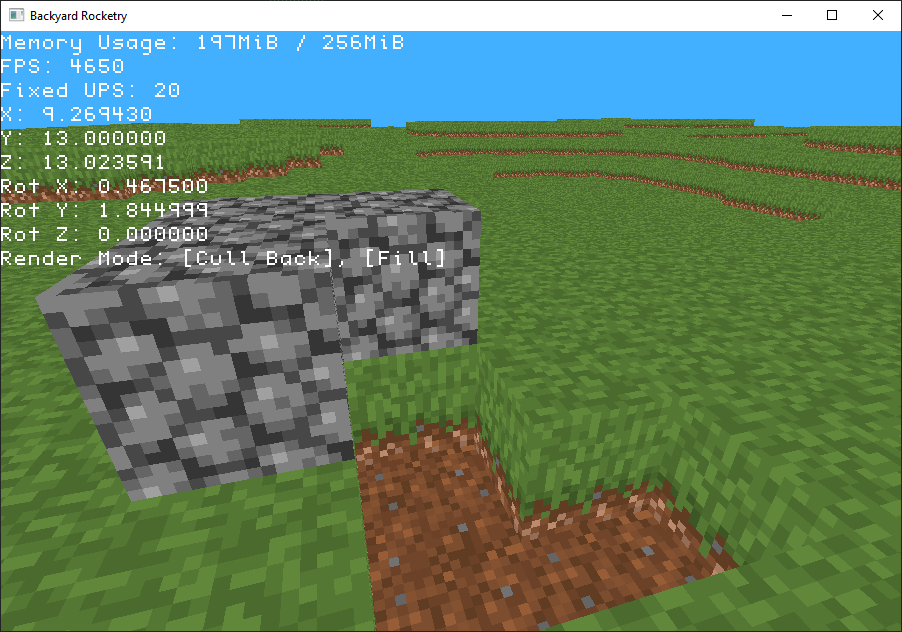 Backyard Rocketry
Memory Usage: 197MiB / 256MiB
FPS: 4650
Fixed UPS: 20
X: 9.269430
Y: 13.000000
Z: 13.023591
Rot X: 0.467500
Rot Y: 1.844999
Rot Z: 0.000000
Render Mode: [Cull Back], [Fill]